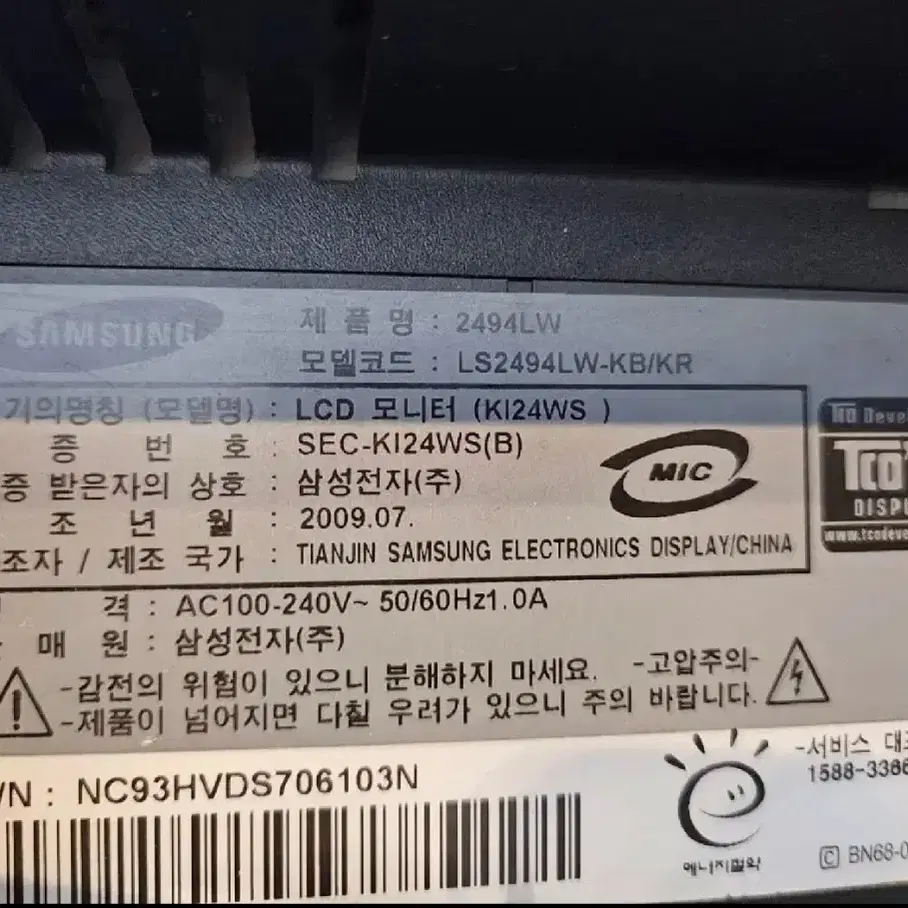 SAMSUNG
제 품 명 : 2494LW
모델코드 : LS2494LW-KB/KR
기의명칭 (모델명) : LCD 모니터 (KI24WS )
증 번 호 : SEC-KI24WS(B)
증 받은자의 상호 : 삼성전자(주)
조 년 월 : 2009.07.
조자 / 제조 국가 : TIANJIN SAMSUNG ELECTRONICS DISPLAY/CHINA
MIC
TCO
DISP
격 : AC100-240V~ 50/60Hz1.0A
매 원 : 삼성전자(주)
-감전의 위험이 있으니 분해하지 마세요. -고압주의-
-제품이 넘어지면 다칠 우려가 있으니 주의 바랍니다.
/N : NC93HVDS706103N
-서비스 대표
1588-3366
에너지절약
© BN68-0